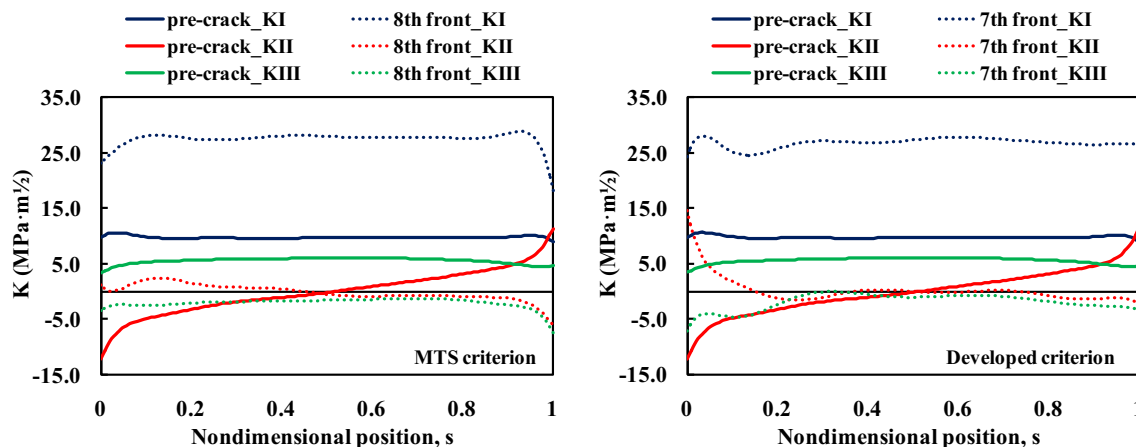 pre-crack_KI 8th front_KI
pre-crack_KII 8th front_KII
pre-crack_KIII 8th front_KIII
35.0
25.0
15.0
5.0
-5.0
-15.0
K (MPa·m½)
MTS criterion
0 0.2 0.4 0.6 0.8 1
Nondimensional position, s
pre-crack_KI 7th front_KI
pre-crack_KII 7th front_KII
pre-crack_KIII 7th front_KIII
35.0
25.0
15.0
5.0
-5.0
-15.0
K (MPa·m½)
Developed criterion
0 0.2 0.4 0.6 0.8 1
Nondimensional position, s